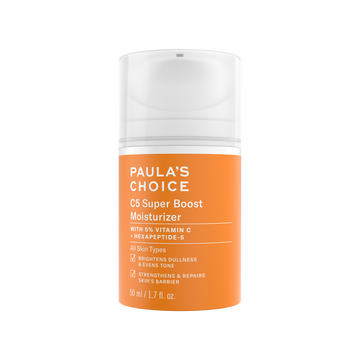 PAULA'S
CHOICE
C5 Super Boost
Moisturizer
WITH 5% VITAMIN C
+ HEXAPEPTIDE-5
All Skin Types
BRIGHTENS DULLNESS
& EVENS TONE
STRENGTHENS & REPAIRS
SKIN'S BARRIER
50 ml / 1.7 fl. oz.